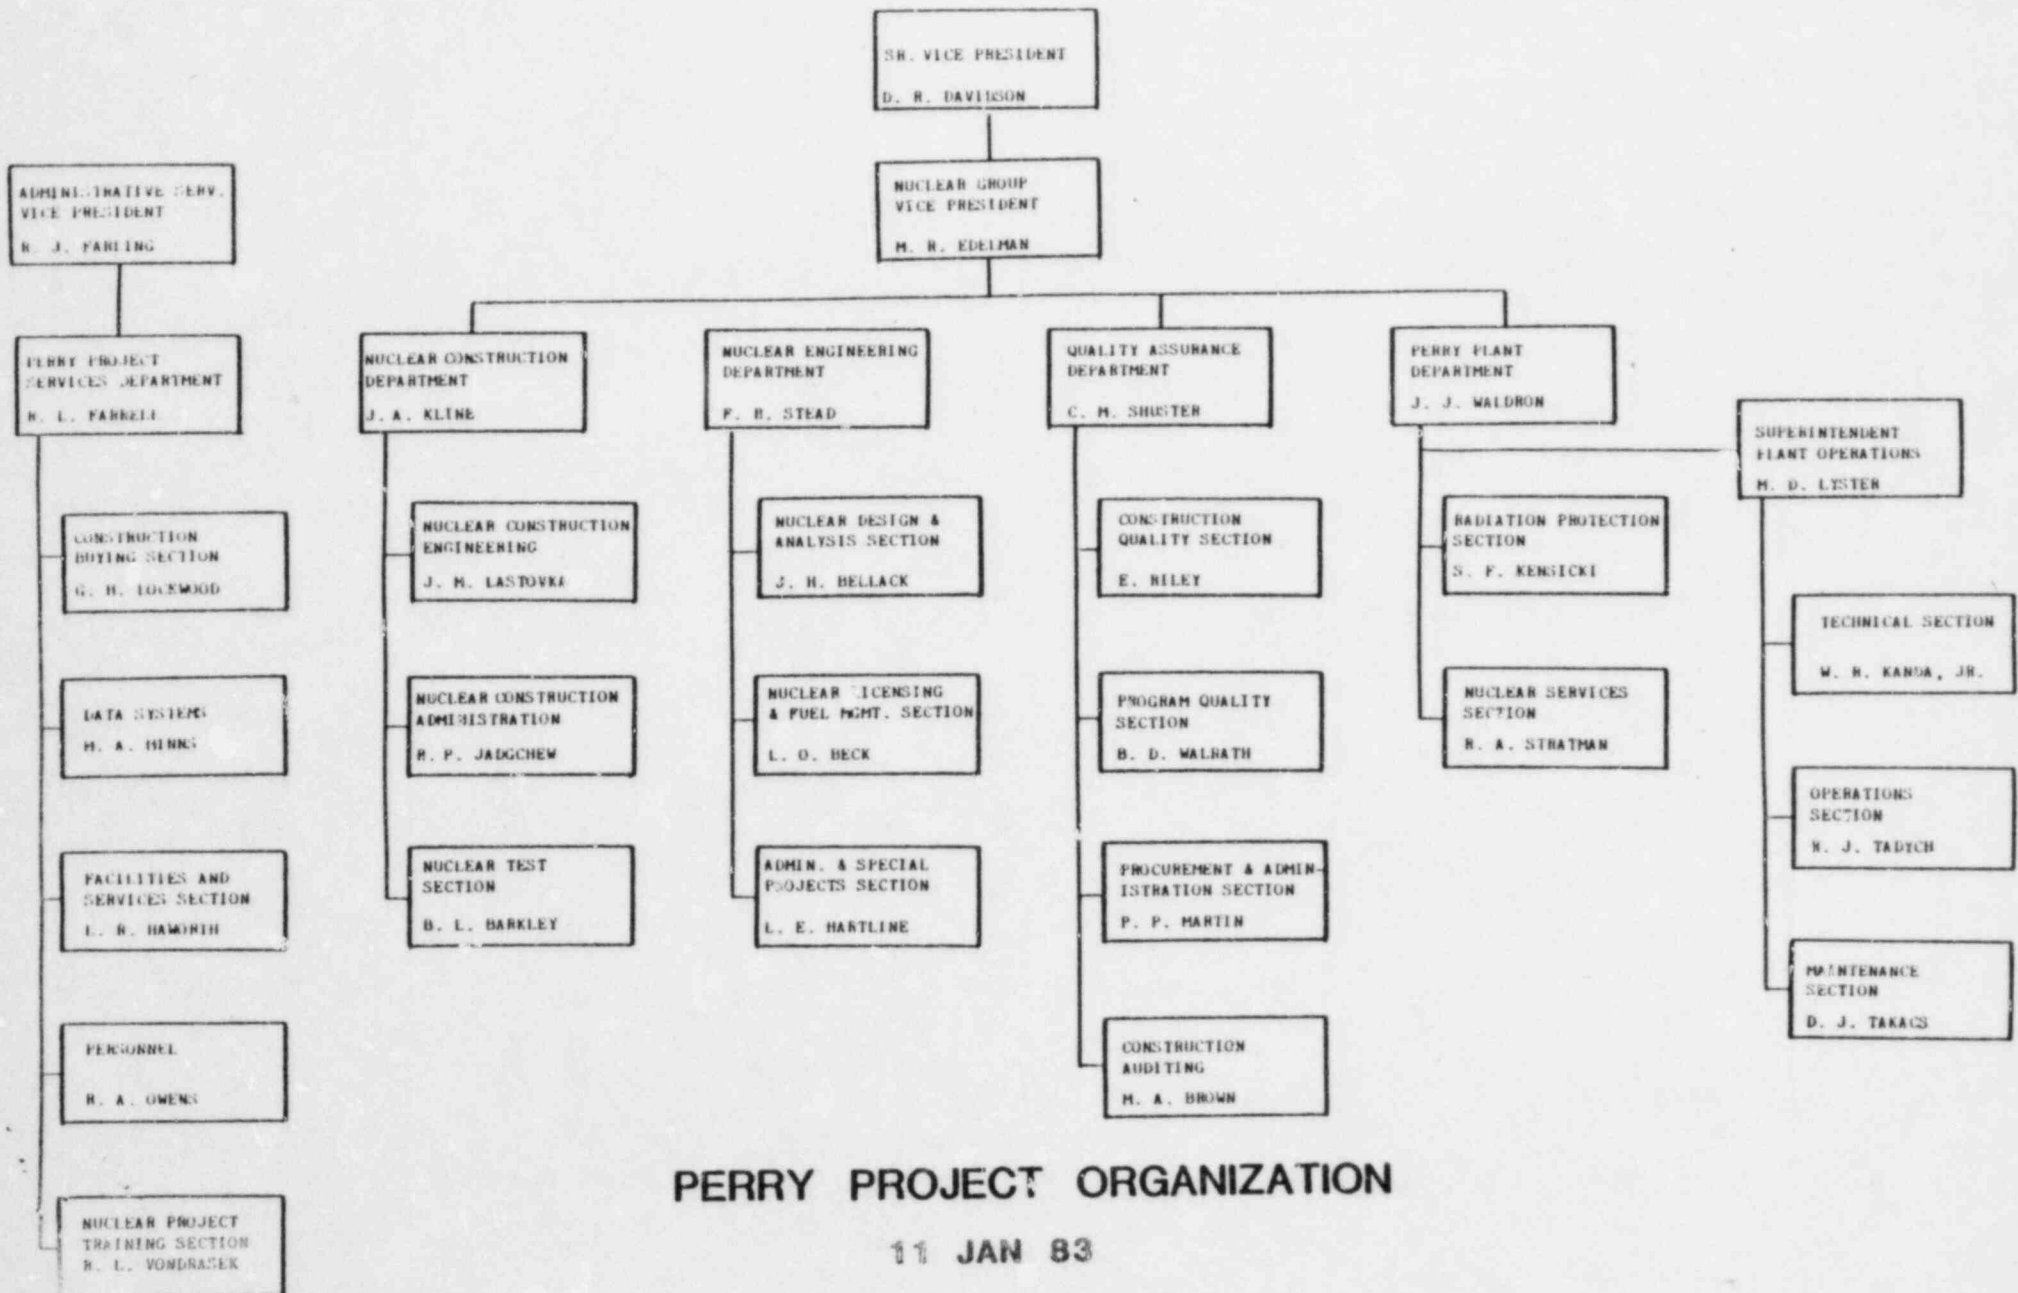 SR. VICE PRESIDENT
D. R. DAVIDSON
ADMINISTRATIVE SERV.
VICE PRESIDENT
R. J. FARLING
NUCLEAR GROUP
VICE PRESIDENT
M. R. EDELMAN
PERRY PROJECT
SERVICES DEPARTMENT
R. L. FARRELL
NUCLEAR CONSTRUCTION
DEPARTMENT
J. A. KLINE
NUCLEAR ENGINEERING
DEPARTMENT
F. R. STEAD
QUALITY ASSURANCE
DEPARTMENT
C. M. SHUSTER
PERRY PLANT
DEPARTMENT
J. J. WALDRON
SUPERINTENDENT
PLANT OPERATIONS
M. D. LYSTER
CONSTRUCTION
BUYING SECTION
G. R. LOCKWOOD
DATA SYSTEMS
M. A. MINNS
FACILITIES AND
SERVICES SECTION
L. R. HAWORTH
PERSONNEL
R. A. OWENS
NUCLEAR PROJECT
TRAINING SECTION
R. L. VONDRASEK
NUCLEAR CONSTRUCTION
ENGINEERING
J. M. LASTOVKA
NUCLEAR CONSTRUCTION
ADMINISTRATION
R. P. JADGCHEW
NUCLEAR TEST
SECTION
B. L. BARKLEY
NUCLEAR DESIGN &
ANALYSIS SECTION
J. H. BELLACK
NUCLEAR LICENSING
& FUEL MGMT. SECTION
L. O. BECK
ADMIN. & SPECIAL
PROJECTS SECTION
L. E. HARTLINE
CONSTRUCTION
QUALITY SECTION
E. RILEY
PROGRAM QUALITY
SECTION
B. D. WALRATH
PROCUREMENT & ADMIN-
ISTRATION SECTION
P. P. MARTIN
CONSTRUCTION
AUDITING
M. A. BROWN
RADIATION PROTECTION
SECTION
S. F. KENSICKI
NUCLEAR SERVICES
SECTION
R. A. STRATMAN
TECHNICAL SECTION
W. R. KANDA, JR.
OPERATIONS
SECTION
R. J. TADYCH
MAINTENANCE
SECTION
D. J. TAKACS
PERRY PROJECT ORGANIZATION
11 JAN 83